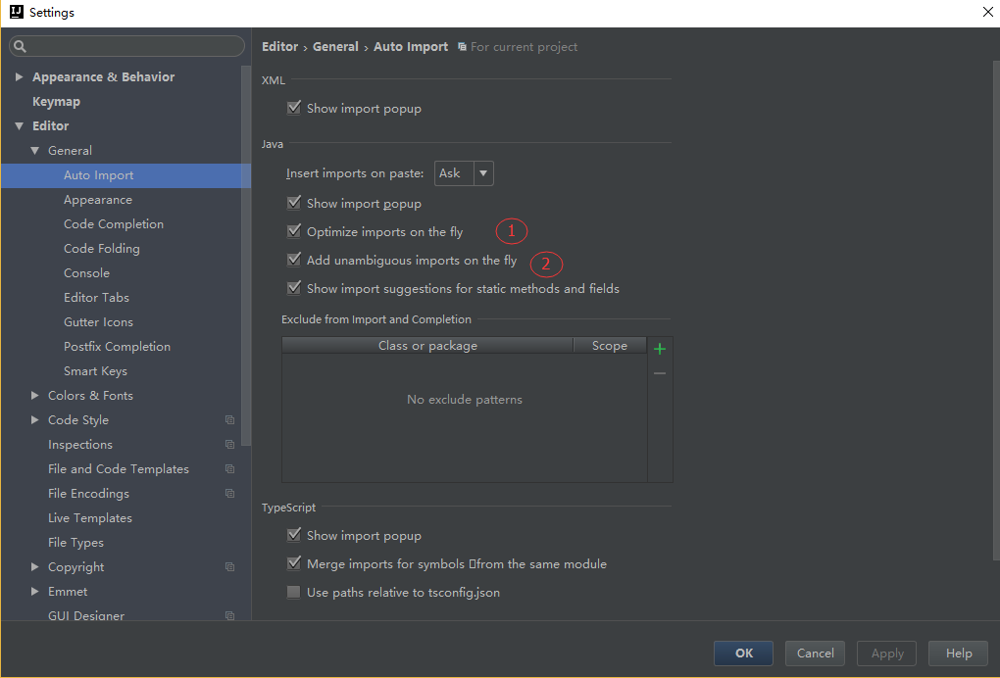 IJ Settings
Appearance & Behavior
Keymap
Editor
General
Auto Import
Appearance
Code Completion
Code Folding
Console
Editor Tabs
Gutter Icons
Postfix Completion
Smart Keys
Colors & Fonts
Code Style
Inspections
File and Code Templates
File Encodings
Live Templates
File Types
Copyright
Emmet
GUI Designer
Editor › General › Auto Import For current project
XML
Show import popup
Java
Insert imports on paste: Ask
Show import popup
Optimize imports on the fly 1
Add unambiguous imports on the fly 2
Show import suggestions for static methods and fields
Exclude from Import and Completion
Class or package Scope
No exclude patterns
TypeScript
Show import popup
Merge imports for symbols from the same module
Use paths relative to tsconfig.json
OK Cancel Apply Help